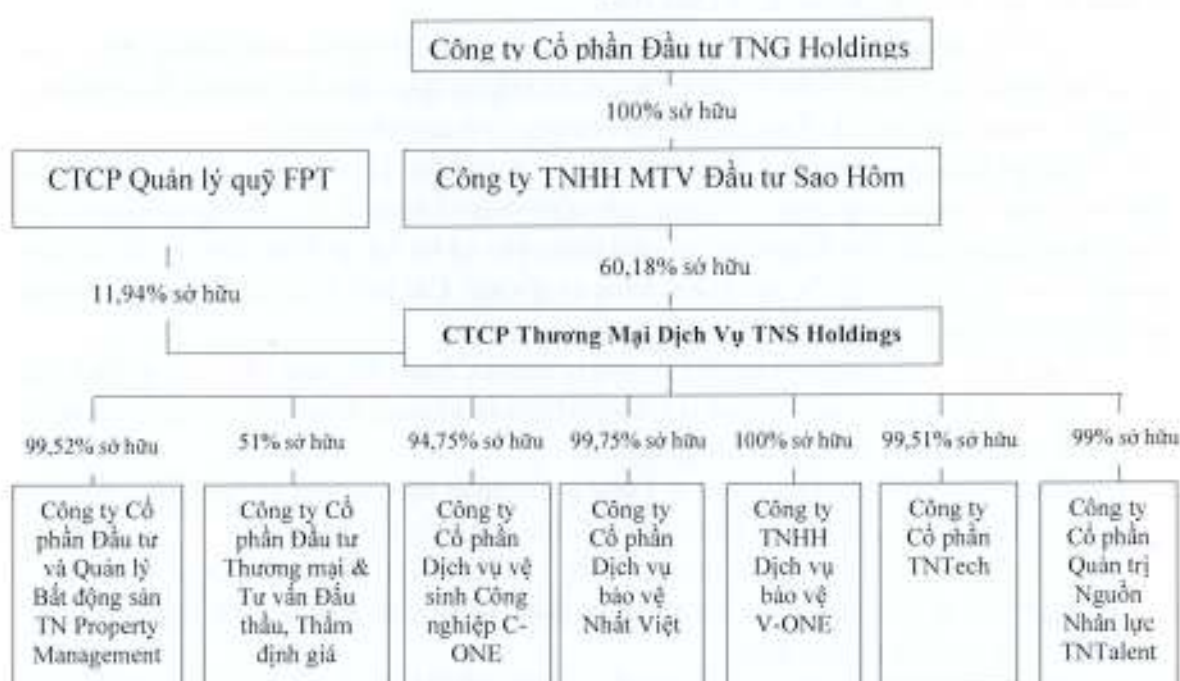 Công ty Cổ phần Đầu tư TNG Holdings
100% sở hữu
CTCP Quản lý quỹ FPT
Công ty TNHH MTV Đầu tư Sao Hôm
11,94% sở hữu
60,18% sở hữu
CTCP Thương Mại Dịch Vụ TNS Holdings
99,52% sở hữu
51% sở hữu
94,75% sở hữu
99,75% sở hữu
100% sở hữu
99,51% sở hữu
99% sở hữu
Công ty Cổ
phần Đầu tư
và Quản lý
Bất động sản
TN Property
Management
Công ty Cổ
phần Đầu tư
Thương mại &
Tư vấn Đấu
thầu, Thẩm
định giá
Công ty
Cổ phần
Dịch vụ vệ
sinh Công
nghiệp C-
ONE
Công ty
Cổ phần
Dịch vụ
bảo vệ
Nhất Việt
Công ty
TNHH
Dịch vụ
bảo vệ
V-ONE
Công ty
Cổ phần
TNTech
Công ty
Cổ phần
Quản trị
Nguồn
Nhân lực
TNTalent